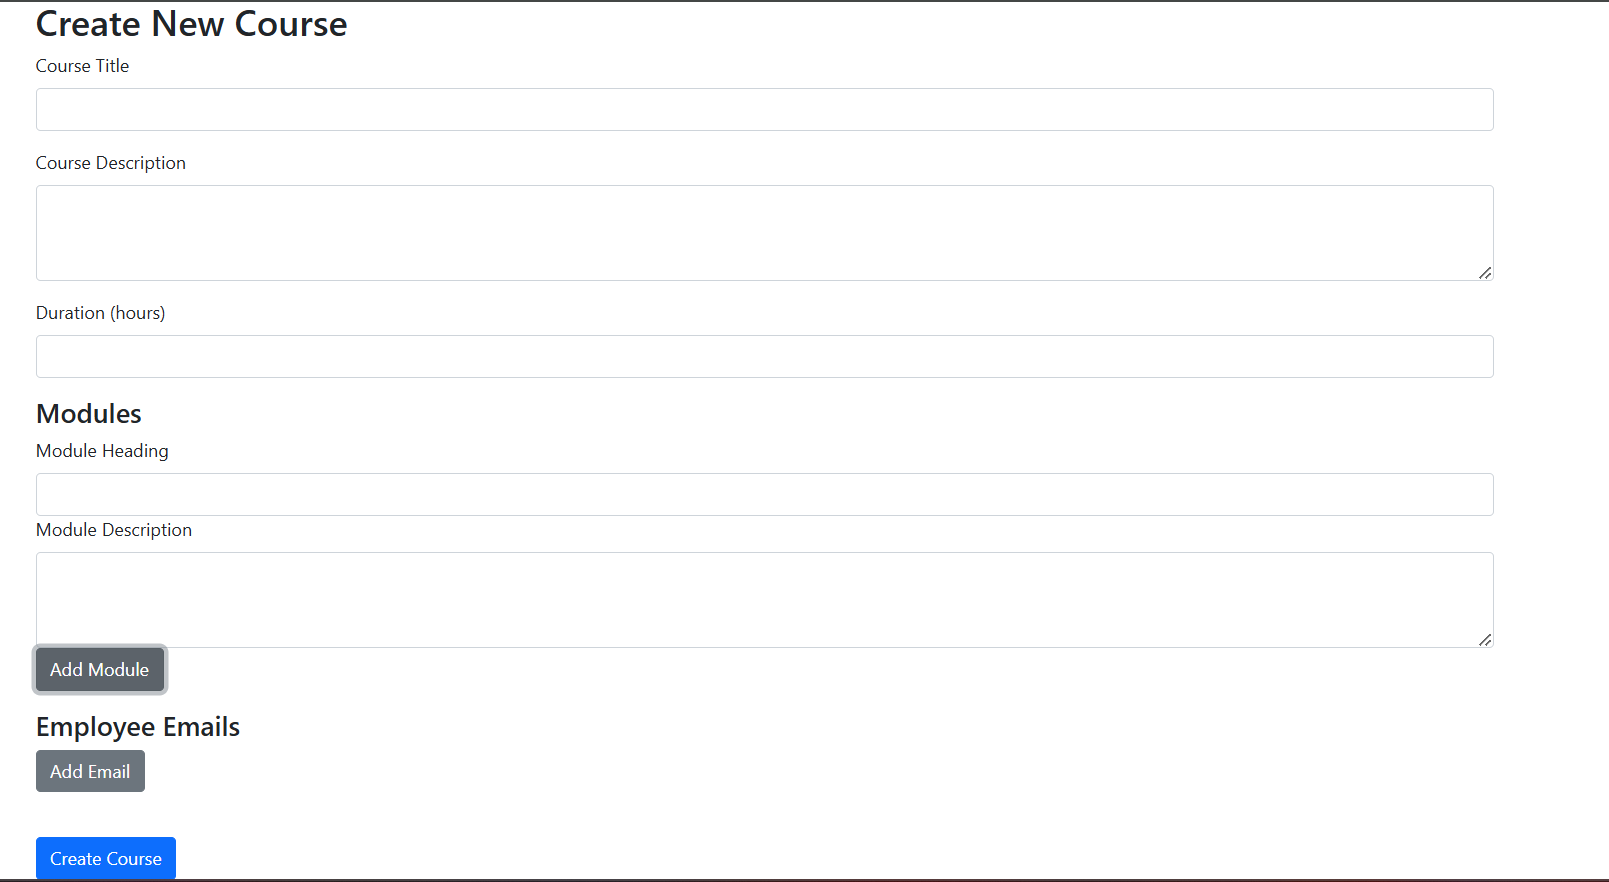 Create New Course
Course Title
Course Description
Duration (hours)
Modules
Module Heading
Module Description
Add Module
Employee Emails
Add Email
Create Course